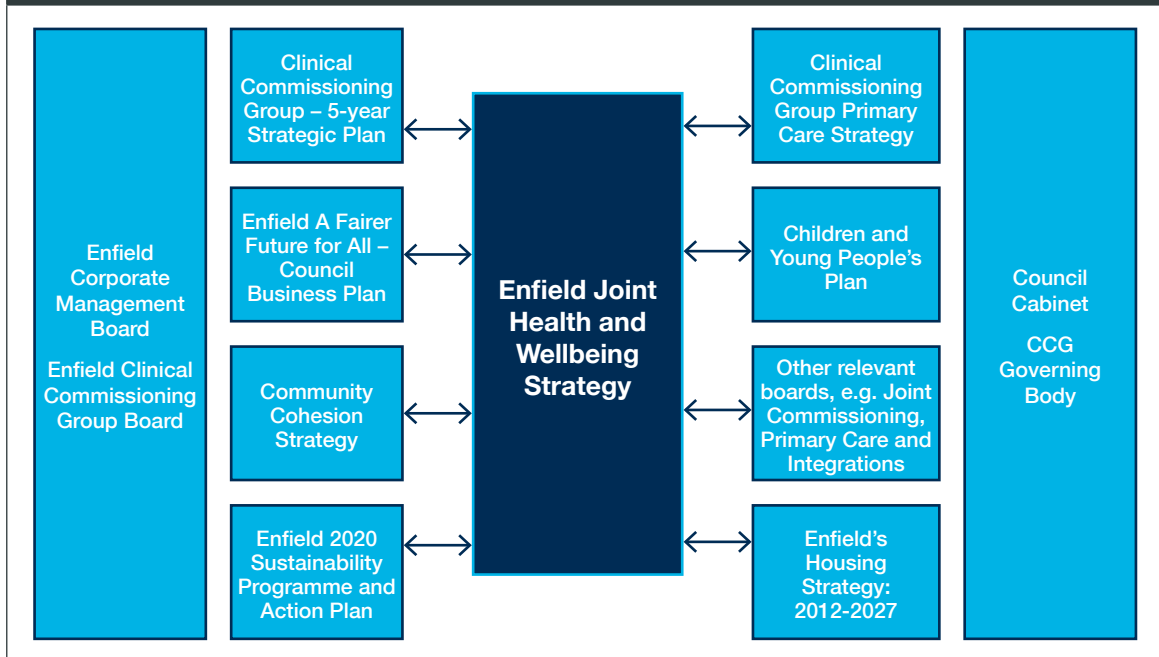 Enfield
Corporate
Management
Board
Enfield Clinical
Commissioning
Group Board
Clinical
Commissioning
Group – 5-year
Strategic Plan
Enfield A Fairer
Future for All –
Council
Business Plan
Community
Cohesion
Strategy
Enfield 2020
Sustainability
Programme and
Action Plan
Enfield Joint
Health and
Wellbeing
Strategy
Clinical
Commissioning
Group Primary
Care Strategy
Children and
Young People’s
Plan
Other relevant
boards, e.g. Joint
Commissioning,
Primary Care and
Integrations
Enfield’s
Housing
Strategy:
2012-2027
Council
Cabinet
CCG
Governing
Body